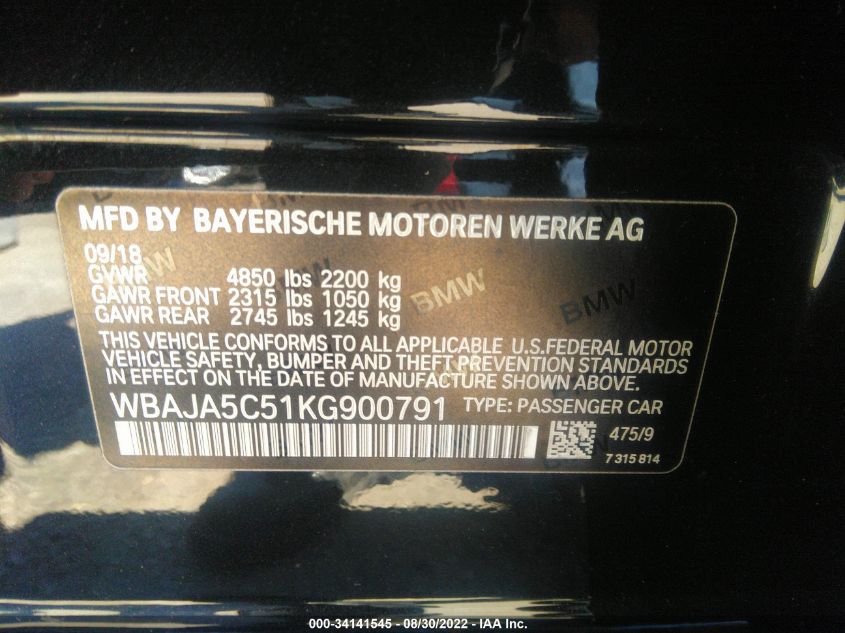 MFD BY BAYERISCHE MOTOREN WERKE AG
09/18
GVWR 4850 lbs 2200 kg
GAWR FRONT 2315 lbs 1050 kg
GAWR REAR 2745 lbs 1245 kg
THIS VEHICLE CONFORMS TO ALL APPLICABLE U.S.FEDERAL MOTOR
VEHICLE SAFETY, BUMPER AND THEFT PREVENTION STANDARDS
IN EFFECT ON THE DATE OF MANUFACTURE SHOWN ABOVE.
WBAJA5C51KG900791 TYPE: PASSENGER CAR
475/9
7 315 814
BMW
BMW
BMW
000-34141545 - 08/30/2022 - IAA Inc.